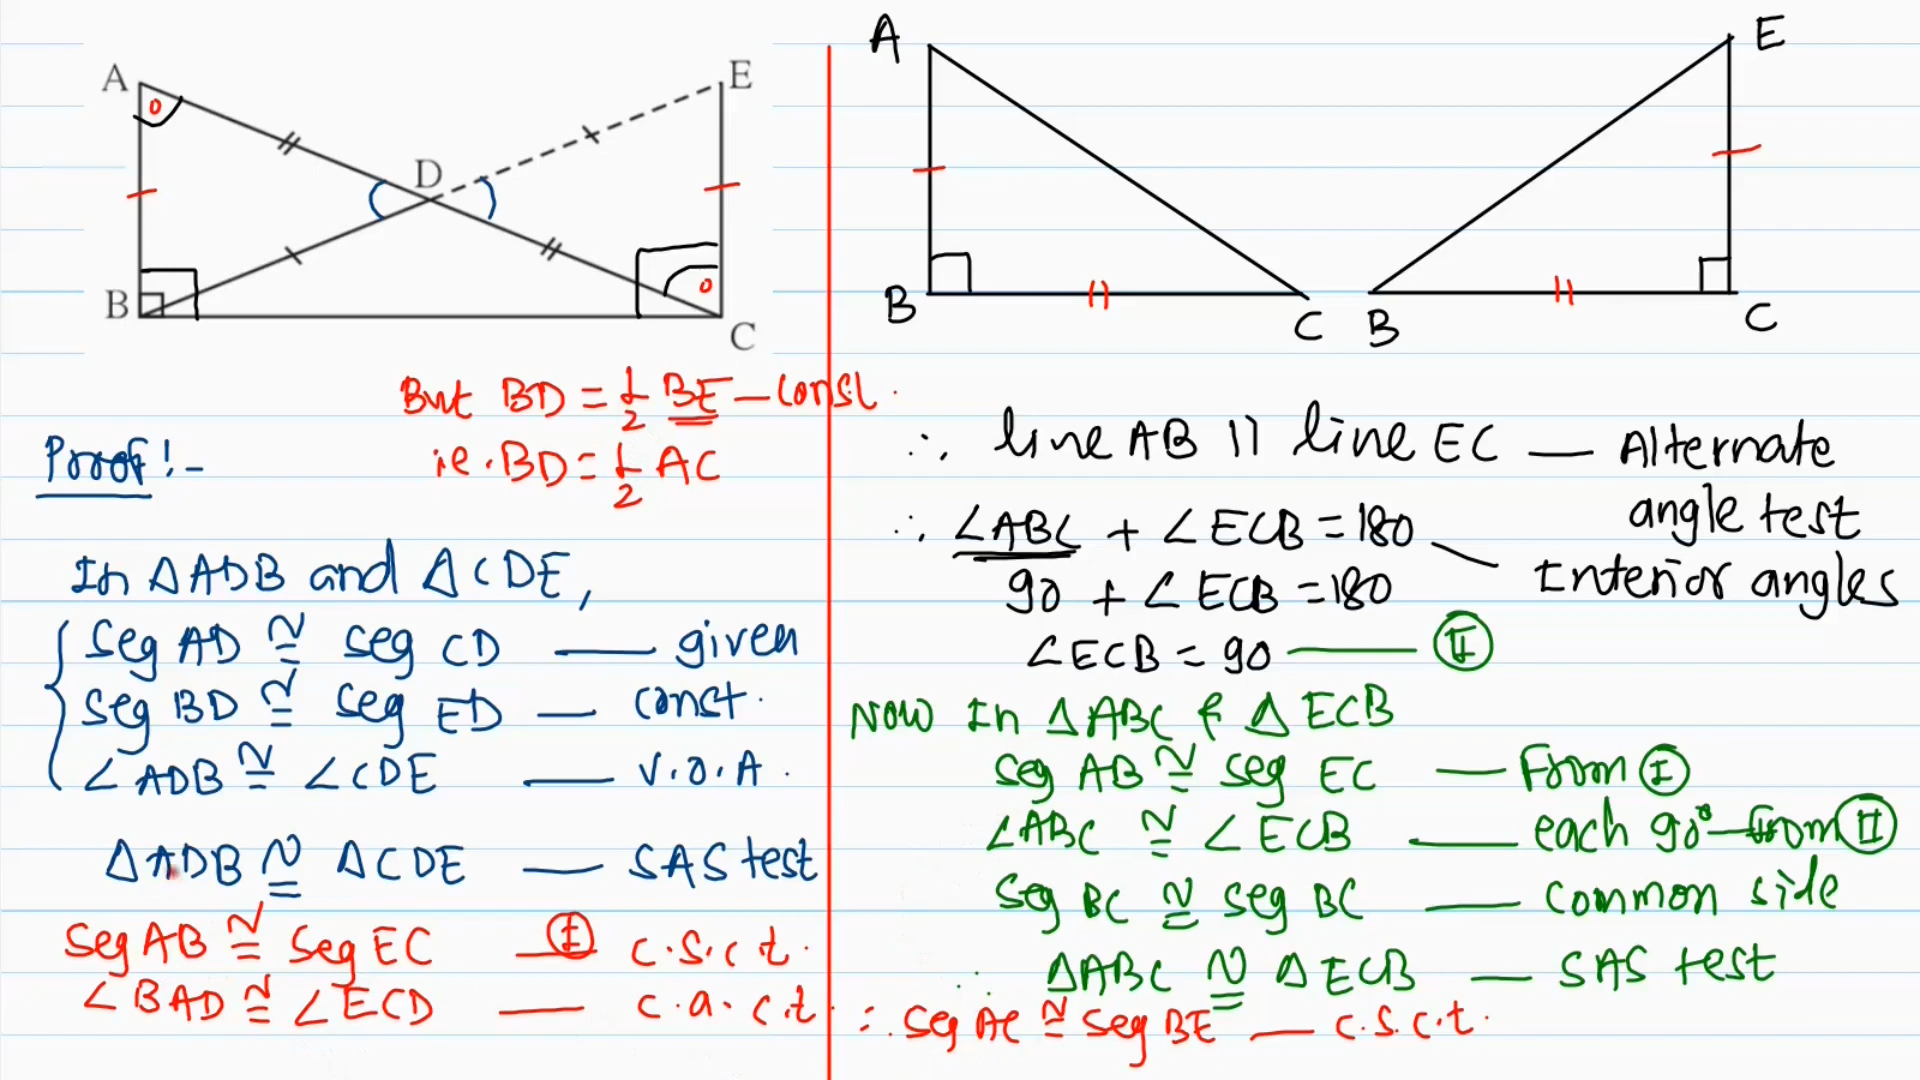 A
E
D
B
C
o
o
But BD = 1/2 BE — const.
i.e. BD = 1/2 AC
Proof :-
In △ADB and △CDE,
seg AD ≅ seg CD — given
seg BD ≅ seg ED — const.
∠ADB ≅ ∠CDE — V.O.A.
△ADB ≅ △CDE — SAS test
seg AB ≅ seg EC — I c.s.c.t.
∠BAD ≅ ∠ECD — c.a.c.t.
A
E
B
C
B
C
∴ line AB || line EC — Alternate
angle test
∴ ∠ABC + ∠ECB = 180 — Interior angles
90 + ∠ECB = 180
∠ECB = 90 — II
Now In △ABC & △ECB
seg AB ≅ seg EC — From I
∠ABC ≅ ∠ECB — each 90° – from II
seg BC ≅ seg BC — common side
∴ △ABC ≅ △ECB — SAS test
∴ seg AC ≅ seg BE — c.s.c.t.